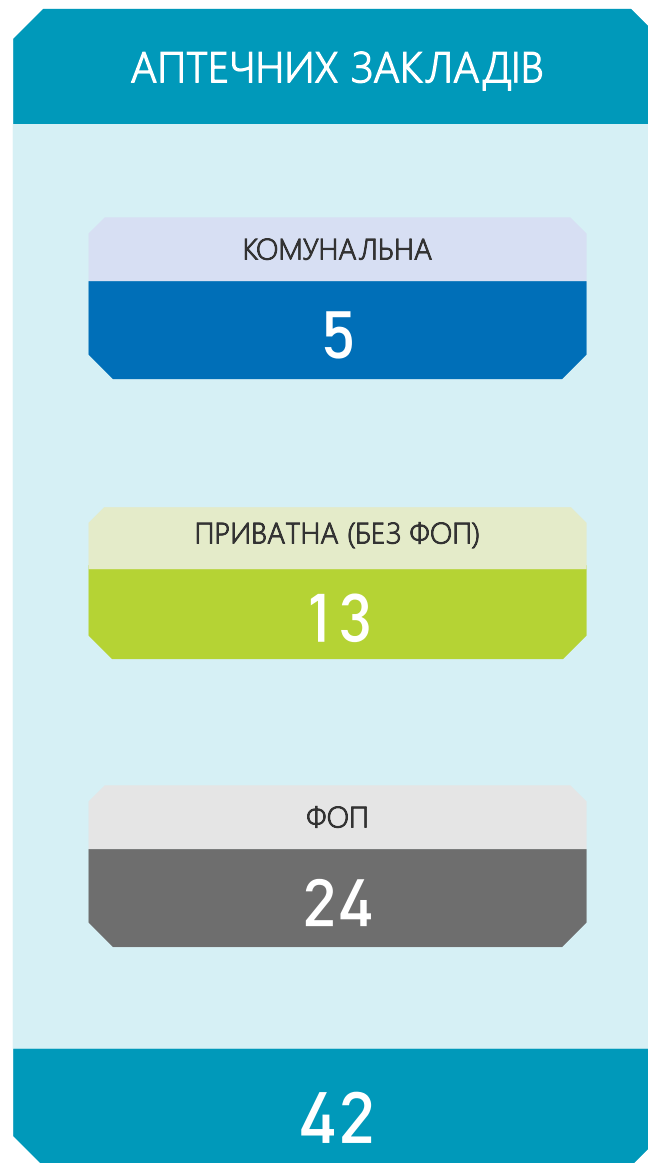 АПТЕЧНИХ ЗАКЛАДІВ
КОМУНАЛЬНА
5
ПРИВАТНА (БЕЗ ФОП)
13
ФОП
24
42